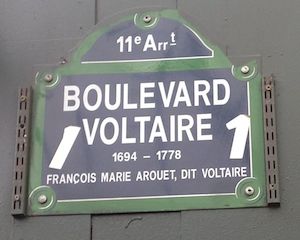 11e Arrt
BOULEVARD
VOLTAIRE
1694 – 1778
FRANÇOIS MARIE AROUET, DIT VOLTAIRE